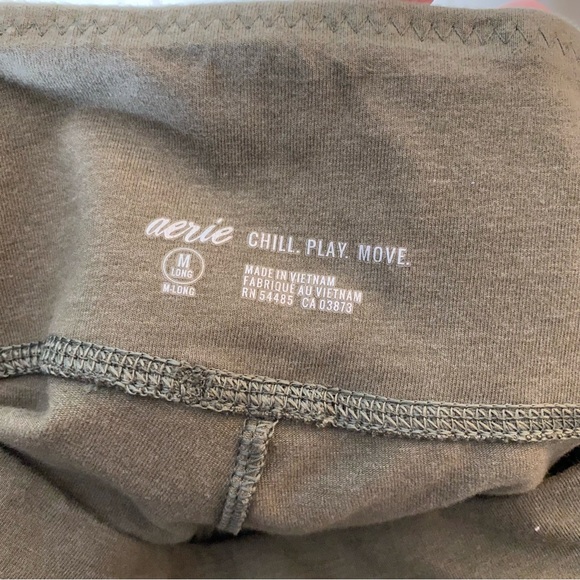 aerie CHILL. PLAY. MOVE.
M
LONG
M-LONG
MADE IN VIETNAM
FABRIQUE AU VIETNAM
RN 54485 CA 03873